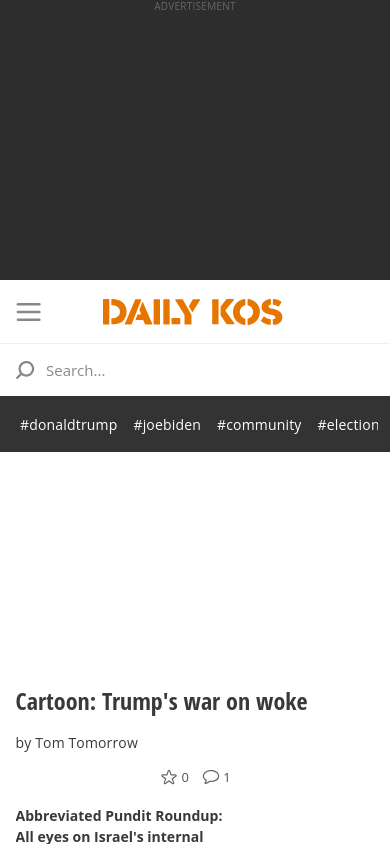 ADVERTISEMENT
DAILY KOS
Search...
#donaldtrump #joebiden #community #election
Cartoon: Trump's war on woke
by Tom Tomorrow
0 1
Abbreviated Pundit Roundup:
All eyes on Israel's internal